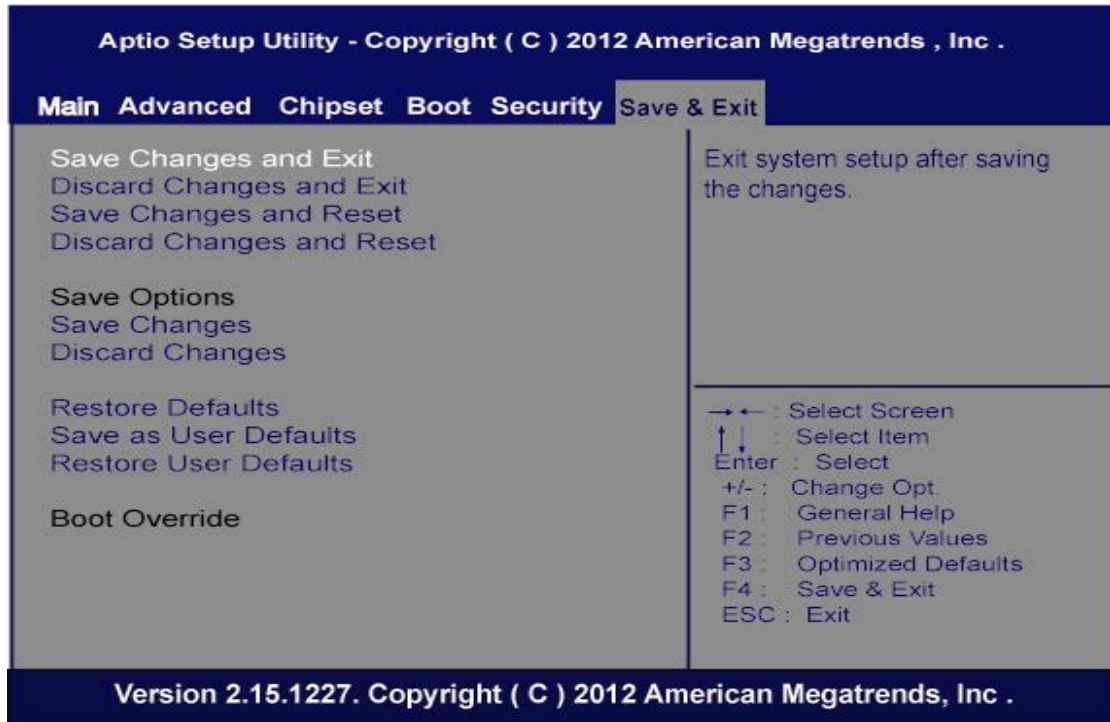 Aptio Setup Utility - Copyright ( C ) 2012 American Megatrends , Inc .
Main Advanced Chipset Boot Security Save & Exit
Save Changes and Exit
Discard Changes and Exit
Save Changes and Reset
Discard Changes and Reset
Save Options
Save Changes
Discard Changes
Restore Defaults
Save as User Defaults
Restore User Defaults
Boot Override
Exit system setup after saving
the changes.
→ ← : Select Screen
↑ ↓ : Select Item
Enter : Select
+/- : Change Opt.
F1 : General Help
F2 : Previous Values
F3 : Optimized Defaults
F4 : Save & Exit
ESC : Exit
Version 2.15.1227. Copyright ( C ) 2012 American Megatrends, Inc .